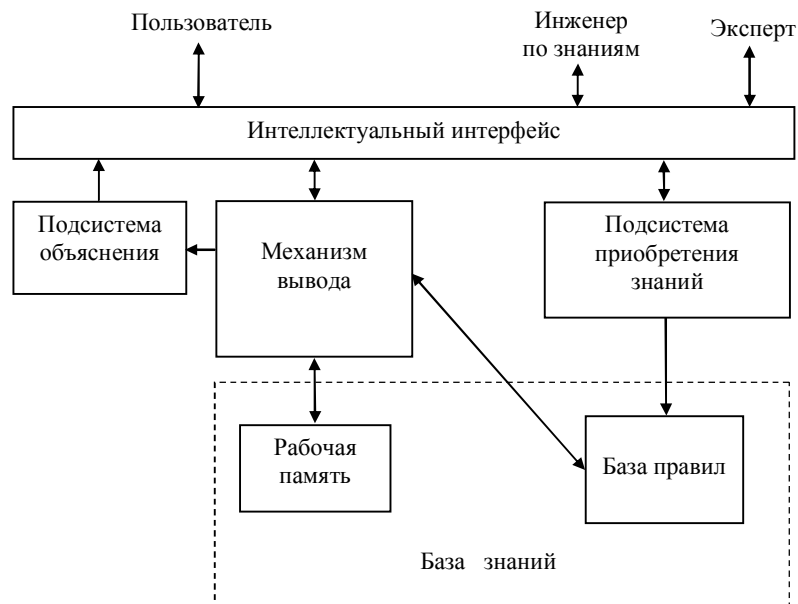 Пользователь
Инженер
по знаниям
Эксперт
Интеллектуальный интерфейс
Подсистема
объяснения
Механизм
вывода
Подсистема
приобретения
знаний
Рабочая
память
База правил
База знаний